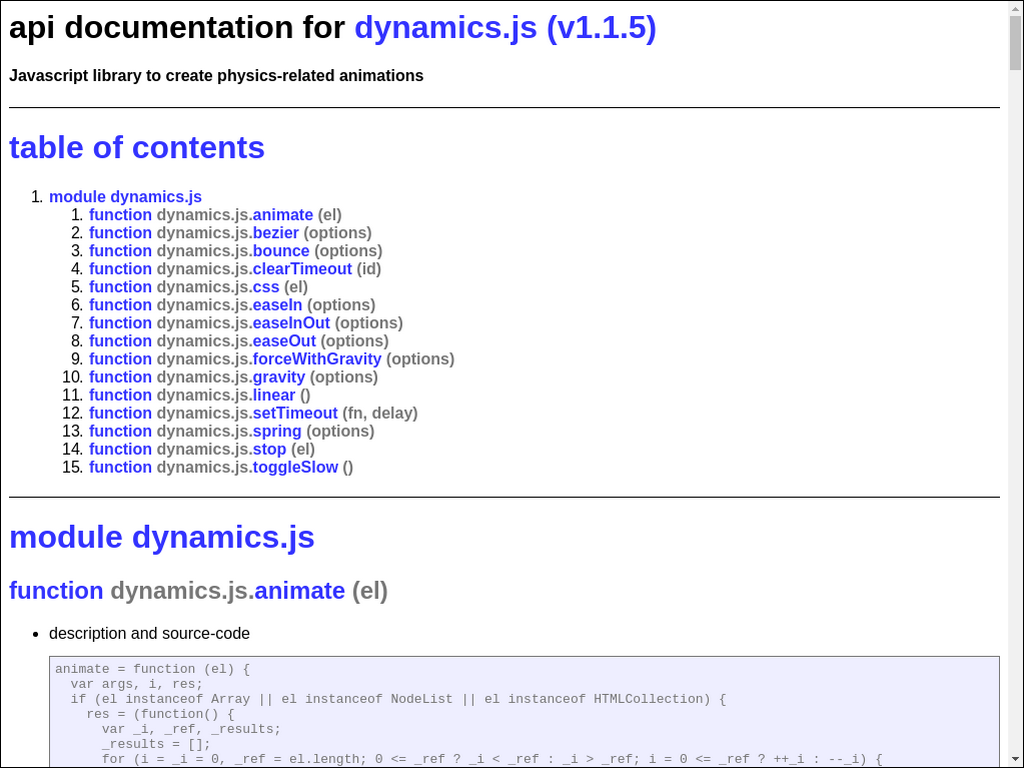 api documentation for dynamics.js (v1.1.5)
Javascript library to create physics-related animations
table of contents
1. module dynamics.js
1. function dynamics.js.animate (el)
2. function dynamics.js.bezier (options)
3. function dynamics.js.bounce (options)
4. function dynamics.js.clearTimeout (id)
5. function dynamics.js.css (el)
6. function dynamics.js.easeIn (options)
7. function dynamics.js.easeInOut (options)
8. function dynamics.js.easeOut (options)
9. function dynamics.js.forceWithGravity (options)
10. function dynamics.js.gravity (options)
11. function dynamics.js.linear ()
12. function dynamics.js.setTimeout (fn, delay)
13. function dynamics.js.spring (options)
14. function dynamics.js.stop (el)
15. function dynamics.js.toggleSlow ()
module dynamics.js
function dynamics.js.animate (el)
• description and source-code
animate = function (el) {
  var args, i, res;
  if (el instanceof Array || el instanceof NodeList || el instanceof HTMLCollection) {
    res = (function() {
      var _i, _ref, _results;
      _results = [];
      for (i = _i = 0, _ref = el.length; 0 <= _ref ? _i < _ref : _i > _ref; i = 0 <= _ref ? ++_i : --_i) {